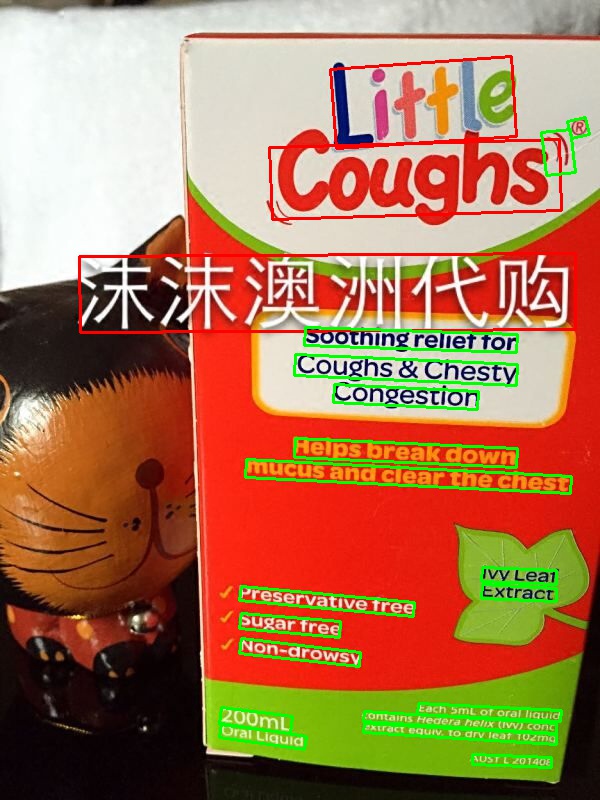 Little
Coughs®
沫沫澳洲代购
Soothing relief for
Coughs & Chesty
Congestion
Helps break down
mucus and clear the chest
Ivy Leaf
Extract
Preservative free
Sugar free
Non-drowsy
200mL
Oral Liquid
Each 5mL of oral liquid
contains Hedera helix (Ivy) conc
extract equiv. to dry leaf 102mg
AUST L 201408